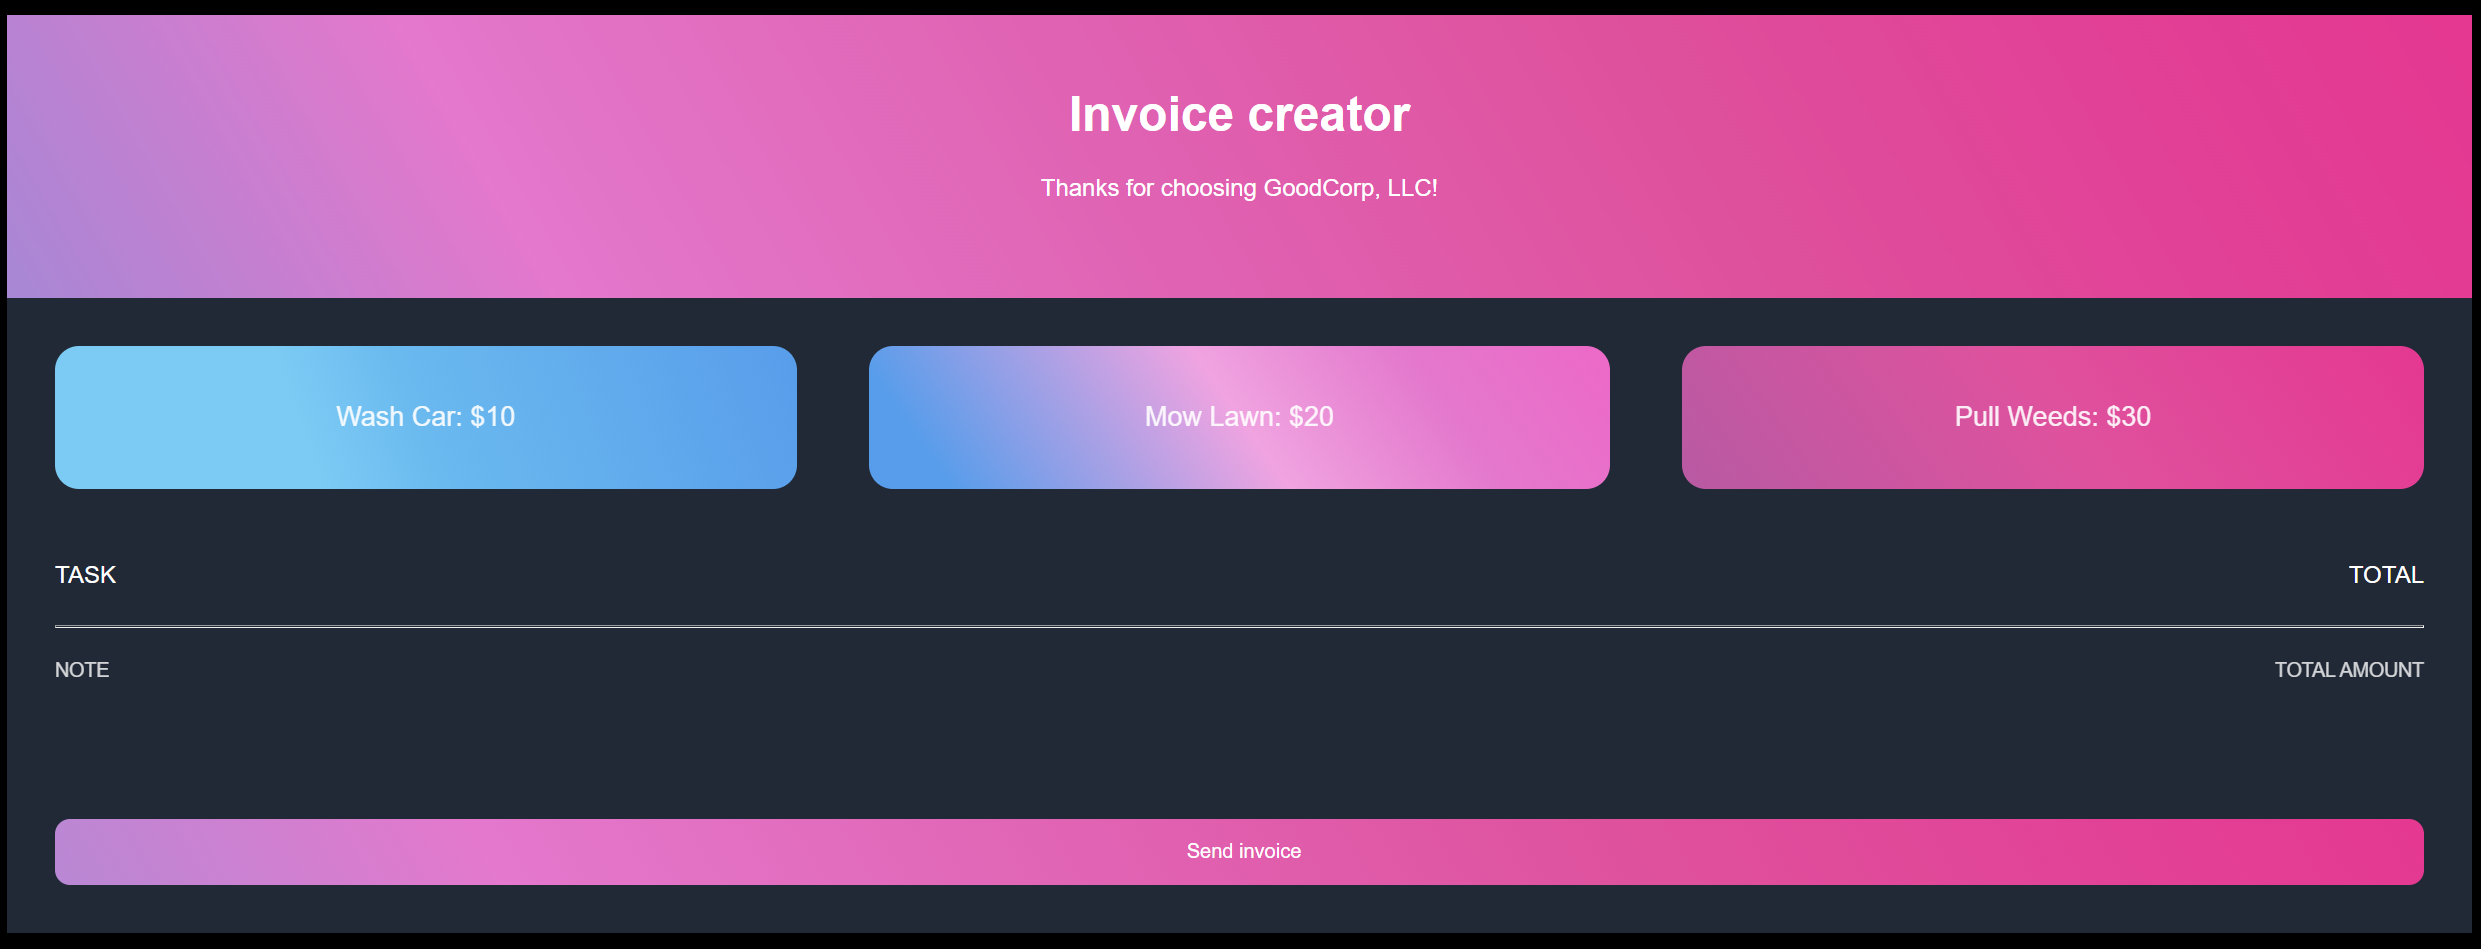 Invoice creator
Thanks for choosing GoodCorp, LLC!
Wash Car: $10
Mow Lawn: $20
Pull Weeds: $30
TASK
TOTAL
NOTE
TOTAL AMOUNT
Send invoice